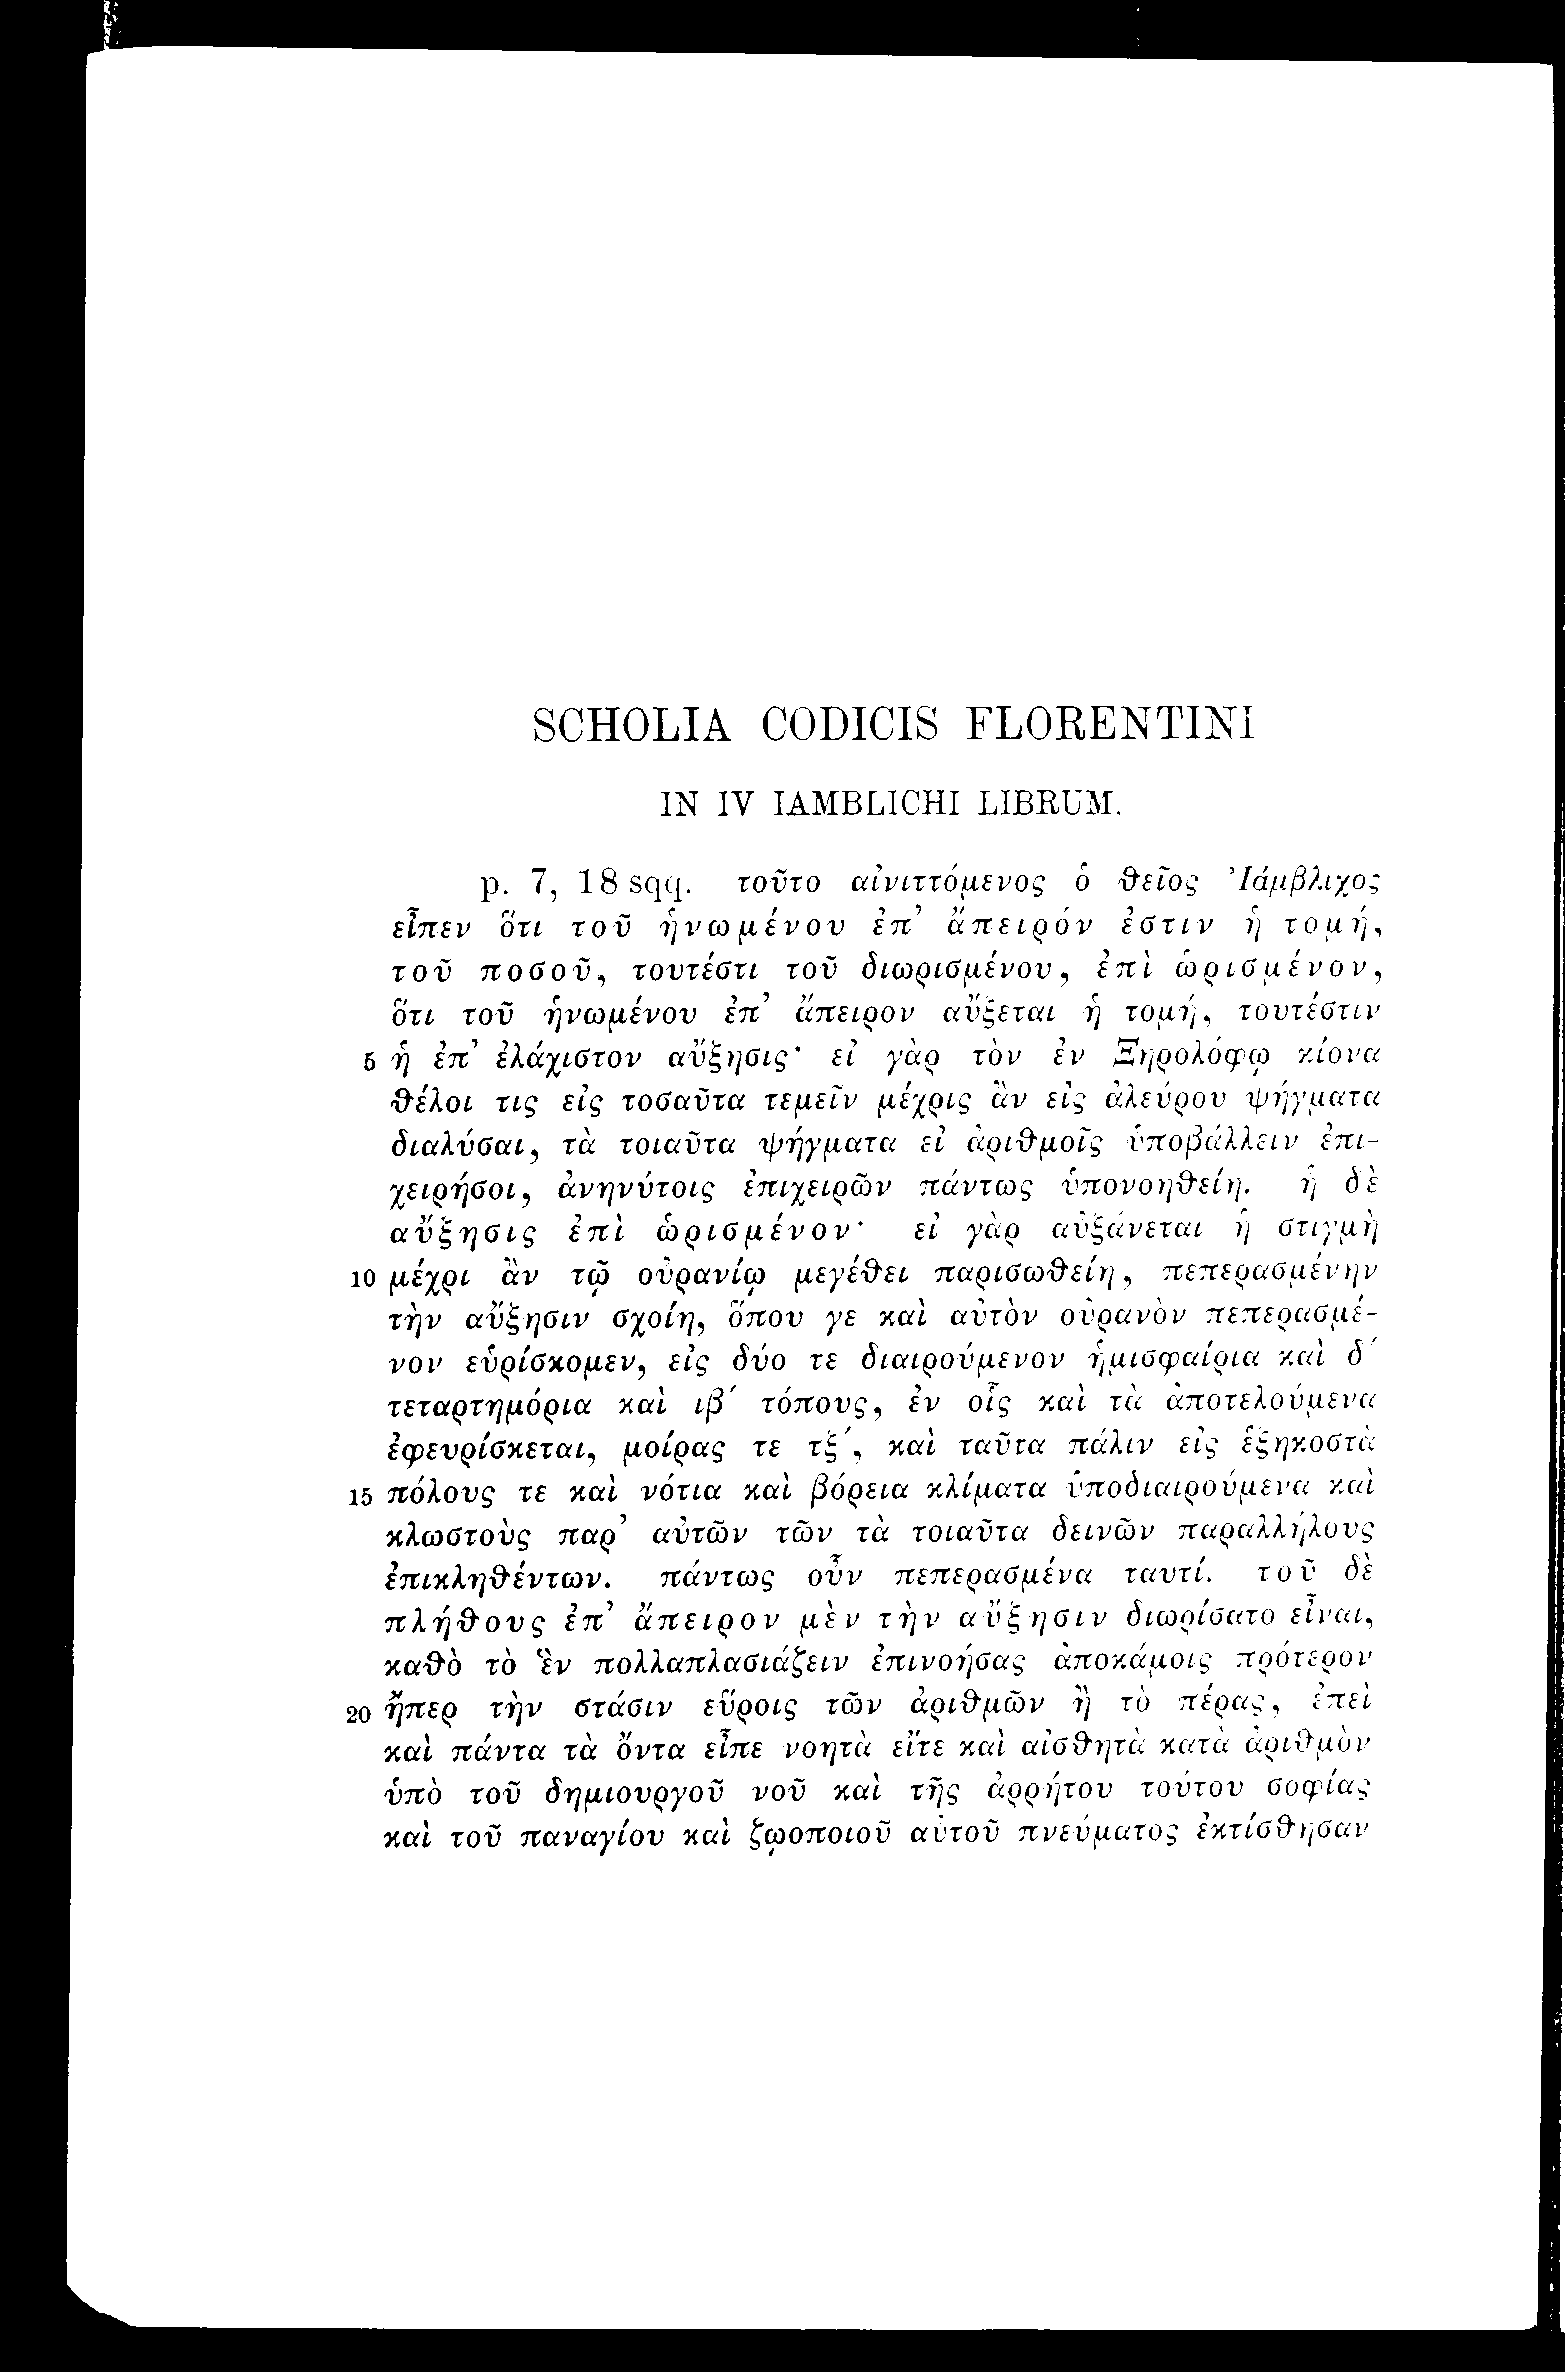 SCHOLIA CODICIS FLORENTINI
IN IV IAMBLICHI LIBRUM.
p. 7, 18 sqq. τοῦτο αἰνιττόμενος ὁ θεῖος Ἰάμβλιχος
εἶπεν ὅτι τοῦ ἡνωμένου ἐπ’ ἄπειρόν ἐστιν ἡ τομή,
τοῦ ποσοῦ, τουτέστι τοῦ διωρισμένου, ἐπὶ ὡρισμένον,
ὅτι τοῦ ἡνωμένου ἐπ’ ἄπειρον αὔξεται ἡ τομή, τουτέστιν
5 ἡ ἐπ’ ἐλάχιστον αὔξησις· εἰ γὰρ τὸν ἐν Ξηρολόφῳ κίονα
θέλοι τις εἰς τοσαῦτα τεμεῖν μέχρις ἂν εἰς ἀλεύρου ψήγματα
διαλύσαι, τὰ τοιαῦτα ψήγματα εἰ ἀριθμοῖς ὑποβάλλειν ἐπι-
χειρήσοι, ἀνηνύτοις ἐπιχειρῶν πάντως ὑπονοηθείη. ἡ δὲ
αὔξησις ἐπὶ ὡρισμένον· εἰ γὰρ αὐξάνεται ἡ στιγμὴ
10 μέχρι ἂν τῷ οὐρανίῳ μεγέθει παρισωθείη, πεπερασμένην
τὴν αὔξησιν σχοίη, ὅπου γε καὶ αὐτὸν οὐρανὸν πεπερασμέ-
νον εὑρίσκομεν, εἰς δύο τε διαιρούμενον ἡμισφαίρια καὶ δ´
τεταρτημόρια καὶ ιβ´ τόπους, ἐν οἷς καὶ τὰ ἀποτελούμενα
ἐφευρίσκεται, μοίρας τε τξ´, καὶ ταῦτα πάλιν εἰς ἑξηκοστὰ
15 πόλους τε καὶ νότια καὶ βόρεια κλίματα ὑποδιαιρούμενα καὶ
κλωστοὺς παρ’ αὐτῶν τῶν τὰ τοιαῦτα δεινῶν παραλλήλους
ἐπικληθέντων. πάντως οὖν πεπερασμένα ταυτί. τοῦ δὲ
πλήθους ἐπ’ ἄπειρον μὲν τὴν αὔξησιν διωρίσατο εἶναι,
καθὸ τὸ ἓν πολλαπλασιάζειν ἐπινοήσας ἀποκάμοις πρότερον
20 ἤπερ τὴν στάσιν εὕροις τῶν ἀριθμῶν ἢ τὸ πέρας, ἐπεὶ
καὶ πάντα τὰ ὄντα εἶπε νοητὰ εἴτε καὶ αἰσθητὰ κατὰ ἀριθμὸν
ὑπὸ τοῦ δημιουργοῦ νοῦ καὶ τῆς ἀρρήτου τούτου σοφίας
καὶ τοῦ παναγίου καὶ ζῳοποιοῦ αὐτοῦ πνεύματος ἐκτίσθησαν